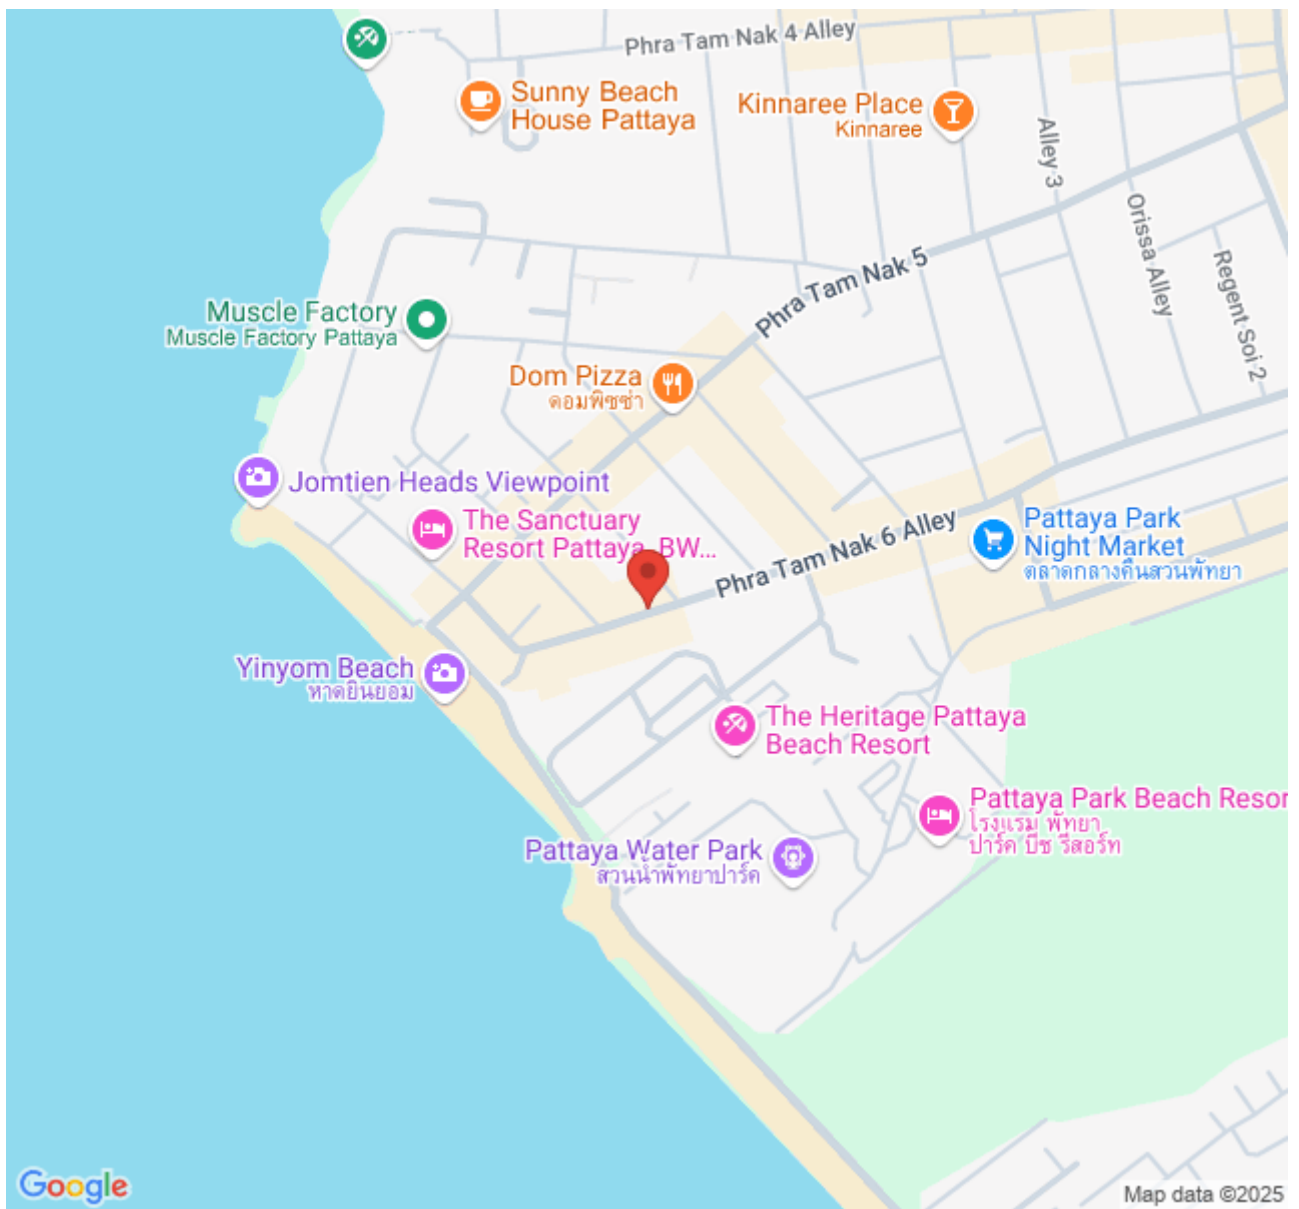 Phra Tam Nak 4 Alley
Sunny Beach
House Pattaya
Kinnaree Place
Kinnaree
Alley 3
Orissa Alley
Regent Soi 2
Phra Tam Nak 5
Muscle Factory
Muscle Factory Pattaya
Dom Pizza
ดอมพิซซ่า
Jomtien Heads Viewpoint
The Sanctuary
Resort Pattaya, BW...
Phra Tam Nak 6 Alley
Pattaya Park
Night Market
ตลาดกลางคืนสวนพัทยา
Yinyom Beach
หาดยินยอม
The Heritage Pattaya
Beach Resort
Pattaya Park Beach Resor
โรงแรม พัทยา
ปาร์ค บีช รีสอร์ท
Pattaya Water Park
สวนน้ำพัทยาปาร์ค
Google
Map data ©2025